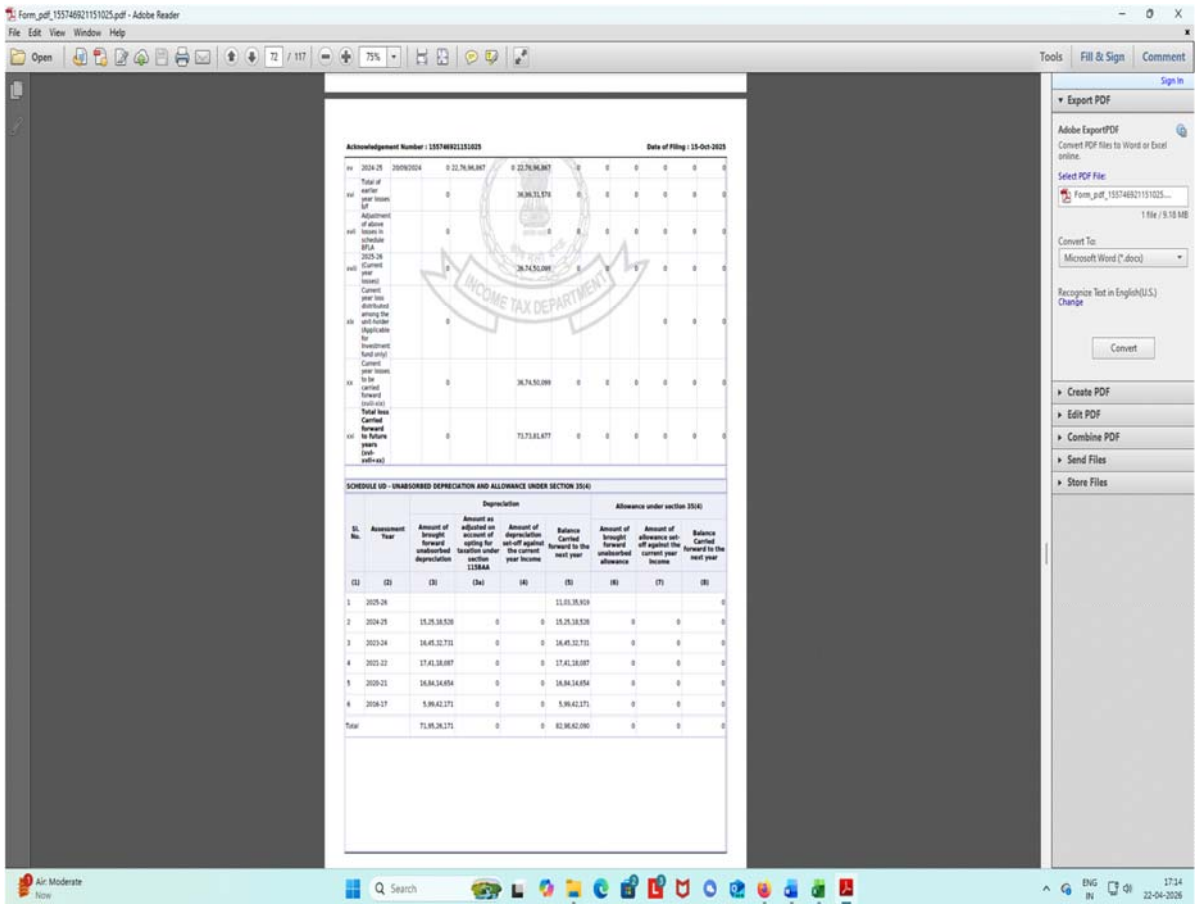 Form_pdf_155746921151025.pdf - Adobe Reader
File Edit View Window Help
Open 72 / 117 75% Tools Fill & Sign Comment
Sign In
Export PDF
Adobe ExportPDF
Convert PDF files to Word or Excel
online.
Select PDF File:
Form_pdf_155746921151025....
1 file / 9.18 MB
Convert To:
Microsoft Word (*.docx)
Recognize Text in English(U.S.)
Change
Convert
Create PDF
Edit PDF
Combine PDF
Send Files
Store Files
Acknowledgement Number : 155746921151025 Date of Filing : 15-Oct-2025
xv 2024-25 20/09/2024 0 22,76,96,867 0 22,76,96,867 0 0 0 0 0
xvi Total of earlier year losses b/f 0 36,99,31,578 0 0 0 0 0
xvii Adjustment of above losses in schedule BFLA 0 0 0 0 0 0 0
xviii 2025-26 (Current year losses) 0 36,74,50,099 0 0 0 0 0
xix Current year loss distributed among the unit-holder (Applicable for Investment fund only) 0 0 0 0
xx Current year losses to be carried forward (xviii-xix) 0 36,74,50,099 0 0 0 0 0
xxi Total loss Carried forward to future years (xvi-xvii+xx) 0 73,73,81,677 0 0 0 0 0
INCOME TAX DEPARTMENT
SCHEDULE UD - UNABSORBED DEPRECIATION AND ALLOWANCE UNDER SECTION 35(4)
Depreciation Allowance under section 35(4)
Sl. No. Assessment Year Amount of brought forward unabsorbed depreciation Amount as adjusted on account of opting for taxation under section 115BAA Amount of depreciation set-off against the current year income Balance Carried forward to the next year Amount of brought forward unabsorbed allowance Amount of allowance set-off against the current year income Balance Carried forward to the next year
(1) (2) (3) (3a) (4) (5) (6) (7) (8)
1 2025-26 11,03,35,919 0
2 2024-25 15,25,18,528 0 0 15,25,18,528 0 0 0
3 2023-24 16,45,32,731 0 0 16,45,32,731 0 0 0
4 2021-22 17,41,18,087 0 0 17,41,18,087 0 0 0
5 2020-21 16,84,14,654 0 0 16,84,14,654 0 0 0
6 2016-17 5,99,42,171 0 0 5,99,42,171 0 0 0
Total 71,95,26,171 0 0 82,98,62,090 0 0 0
Air: Moderate
Now
Search
ENG
IN
17:14
22-04-2026